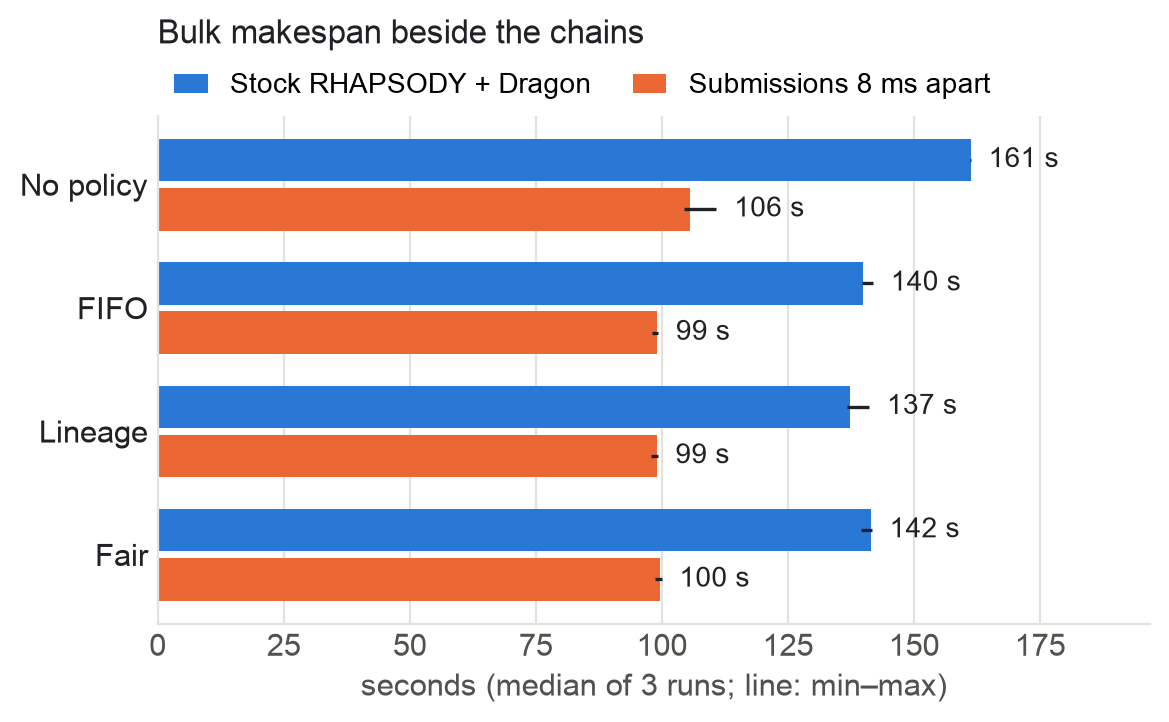 Bulk makespan beside the chains
Stock RHAPSODY + Dragon
Submissions 8 ms apart
No policy
161 s
106 s
FIFO
140 s
99 s
Lineage
137 s
99 s
Fair
142 s
100 s
0 25 50 75 100 125 150 175
seconds (median of 3 runs; line: min–max)